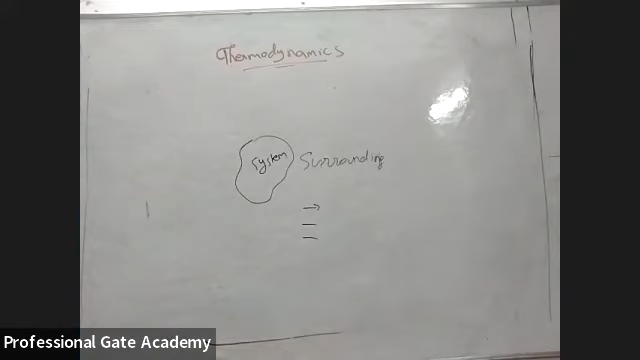 Thermodynamics
System
Surrounding
Professional Gate Academy